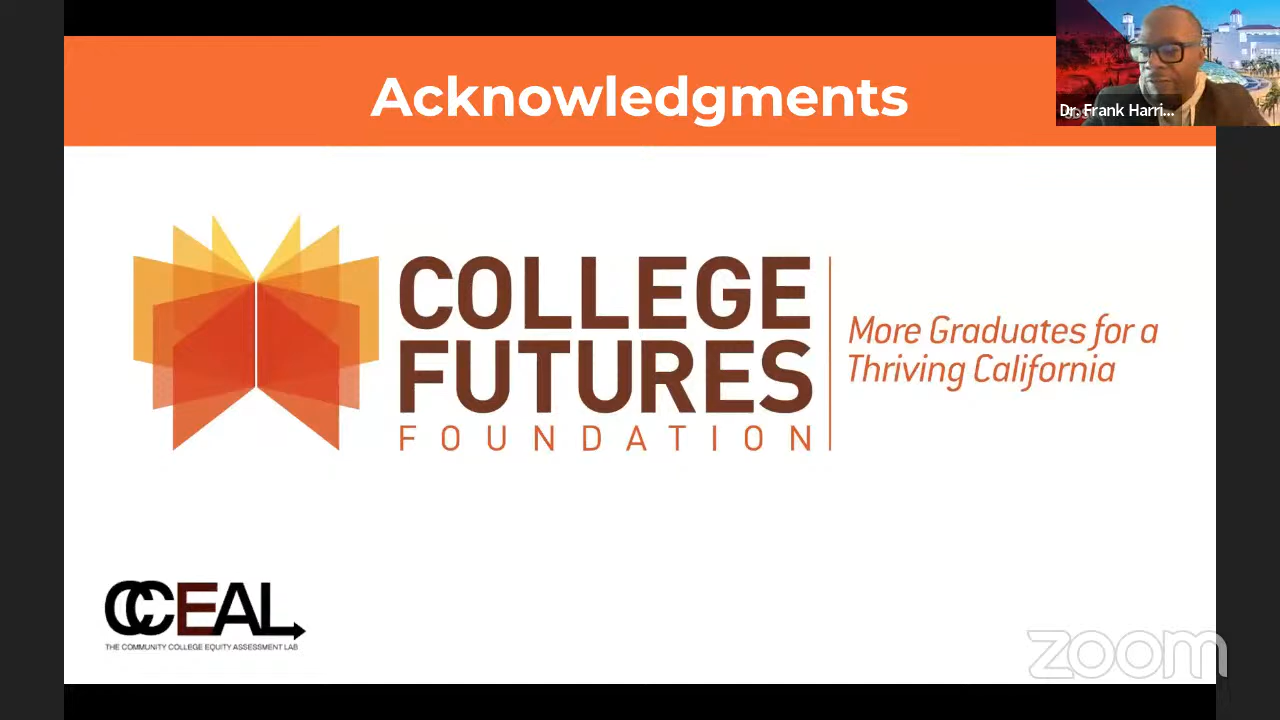 Acknowledgments
Dr. Frank Harri...
COLLEGE
FUTURES
FOUNDATION
More Graduates for a
Thriving California
CCEAL
THE COMMUNITY COLLEGE EQUITY ASSESSMENT LAB
zoom